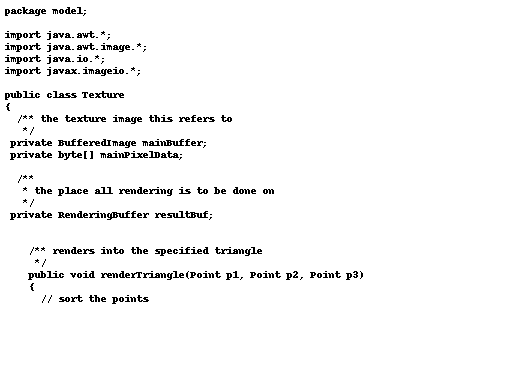 package model;

import java.awt.*;
import java.awt.image.*;
import java.io.*;
import javax.imageio.*;

public class Texture
{
  /** the texture image this refers to
   */
 private BufferedImage mainBuffer;
 private byte[] mainPixelData;

  /**
   * the place all rendering is to be done on
   */
 private RenderingBuffer resultBuf;


    /** renders into the specified triangle
     */
    public void renderTriangle(Point p1, Point p2, Point p3)
    {
      // sort the points